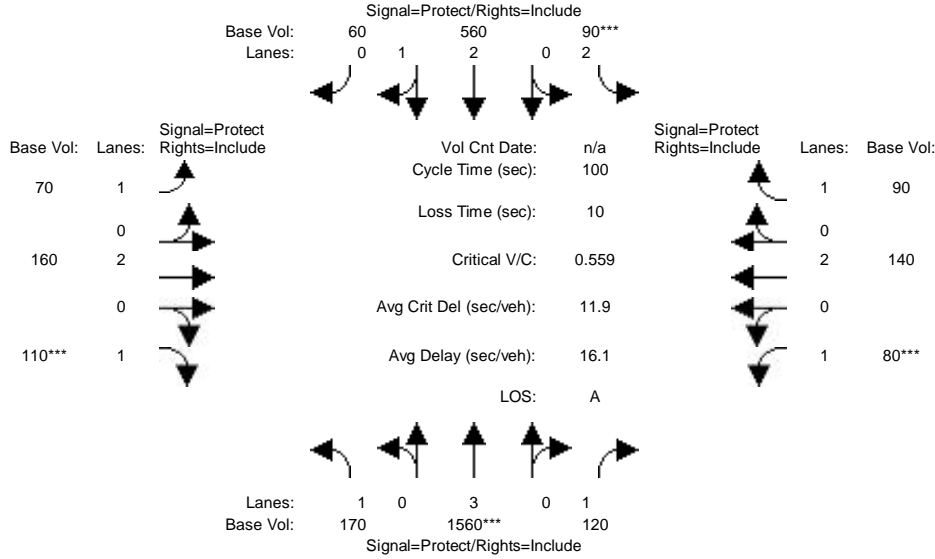 Signal=Protect/Rights=Include
Base Vol: 60 560 90***
Lanes: 0 1 2 0 2
Signal=Protect
Base Vol: Lanes: Rights=Include
Vol Cnt Date: n/a
Signal=Protect
Rights=Include Lanes: Base Vol:
Cycle Time (sec): 100
70 1
1 90
Loss Time (sec): 10
0
0
160 2
Critical V/C: 0.559
2 140
0
Avg Crit Del (sec/veh): 11.9
0
110*** 1
Avg Delay (sec/veh): 16.1
1 80***
LOS: A
Lanes: 1 0 3 0 1
Base Vol: 170 1560*** 120
Signal=Protect/Rights=Include